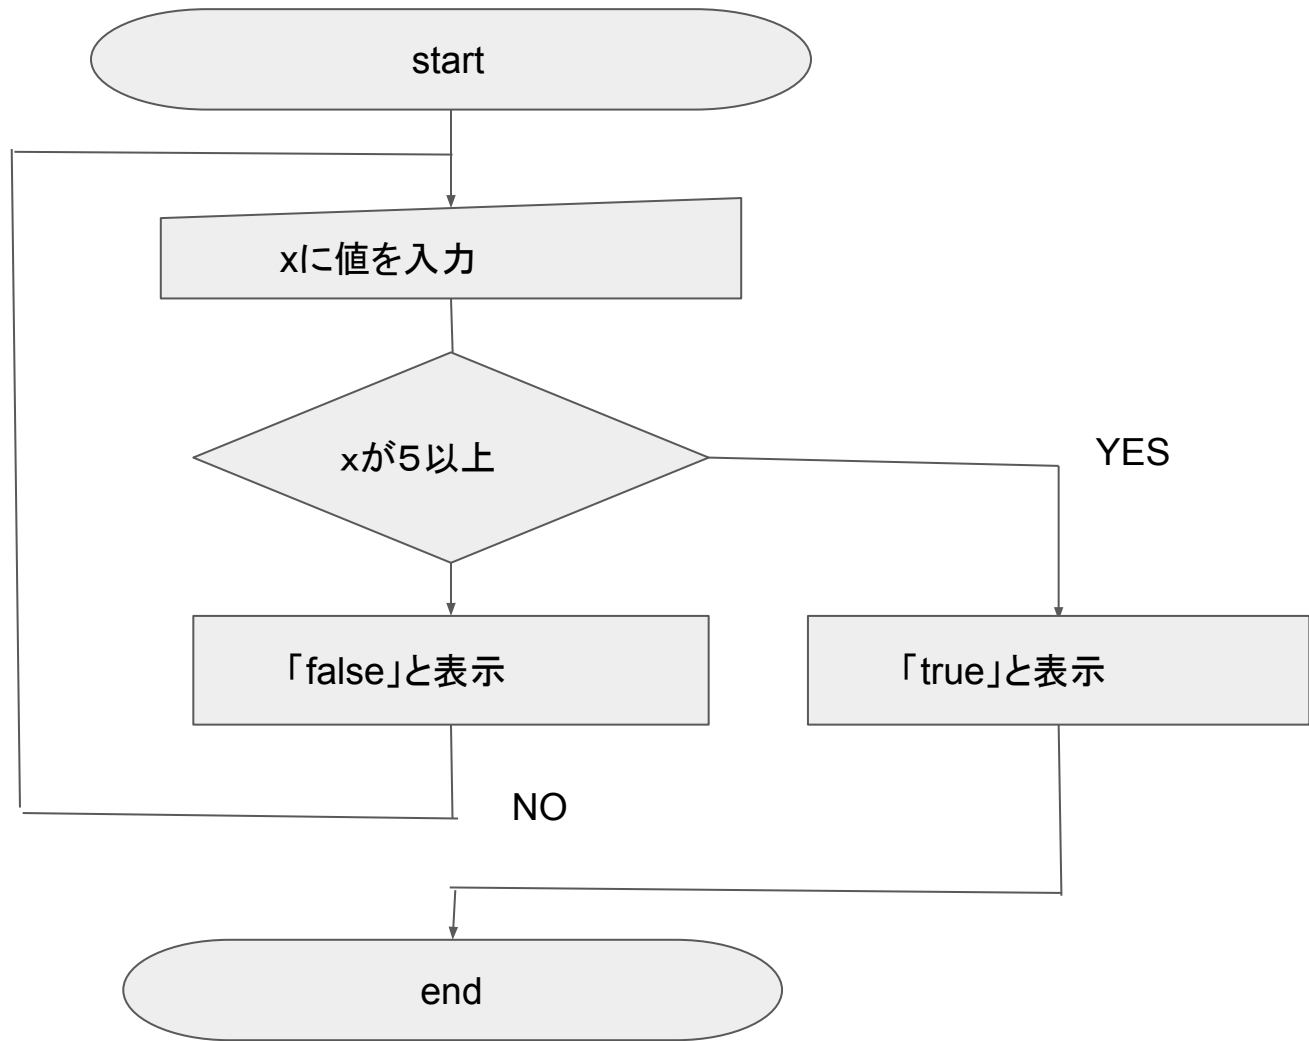 start
xに値を入力
xが５以上
YES
「false」と表示
「true」と表示
NO
end